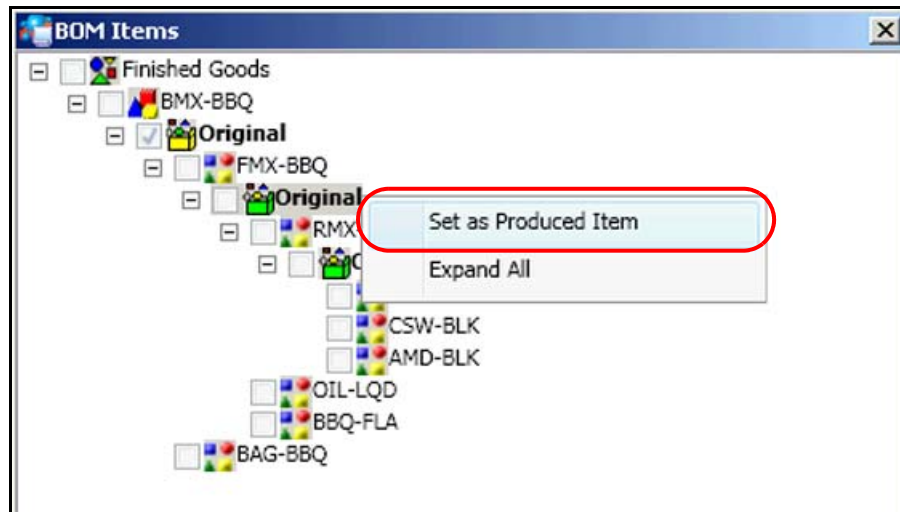 BOM Items
Finished Goods
BMX-BBQ
Original
FMX-BBQ
Original
Set as Produced Item
RMX-
Expand All
CSW-BLK
AMD-BLK
OIL-LQD
BBQ-FLA
BAG-BBQ